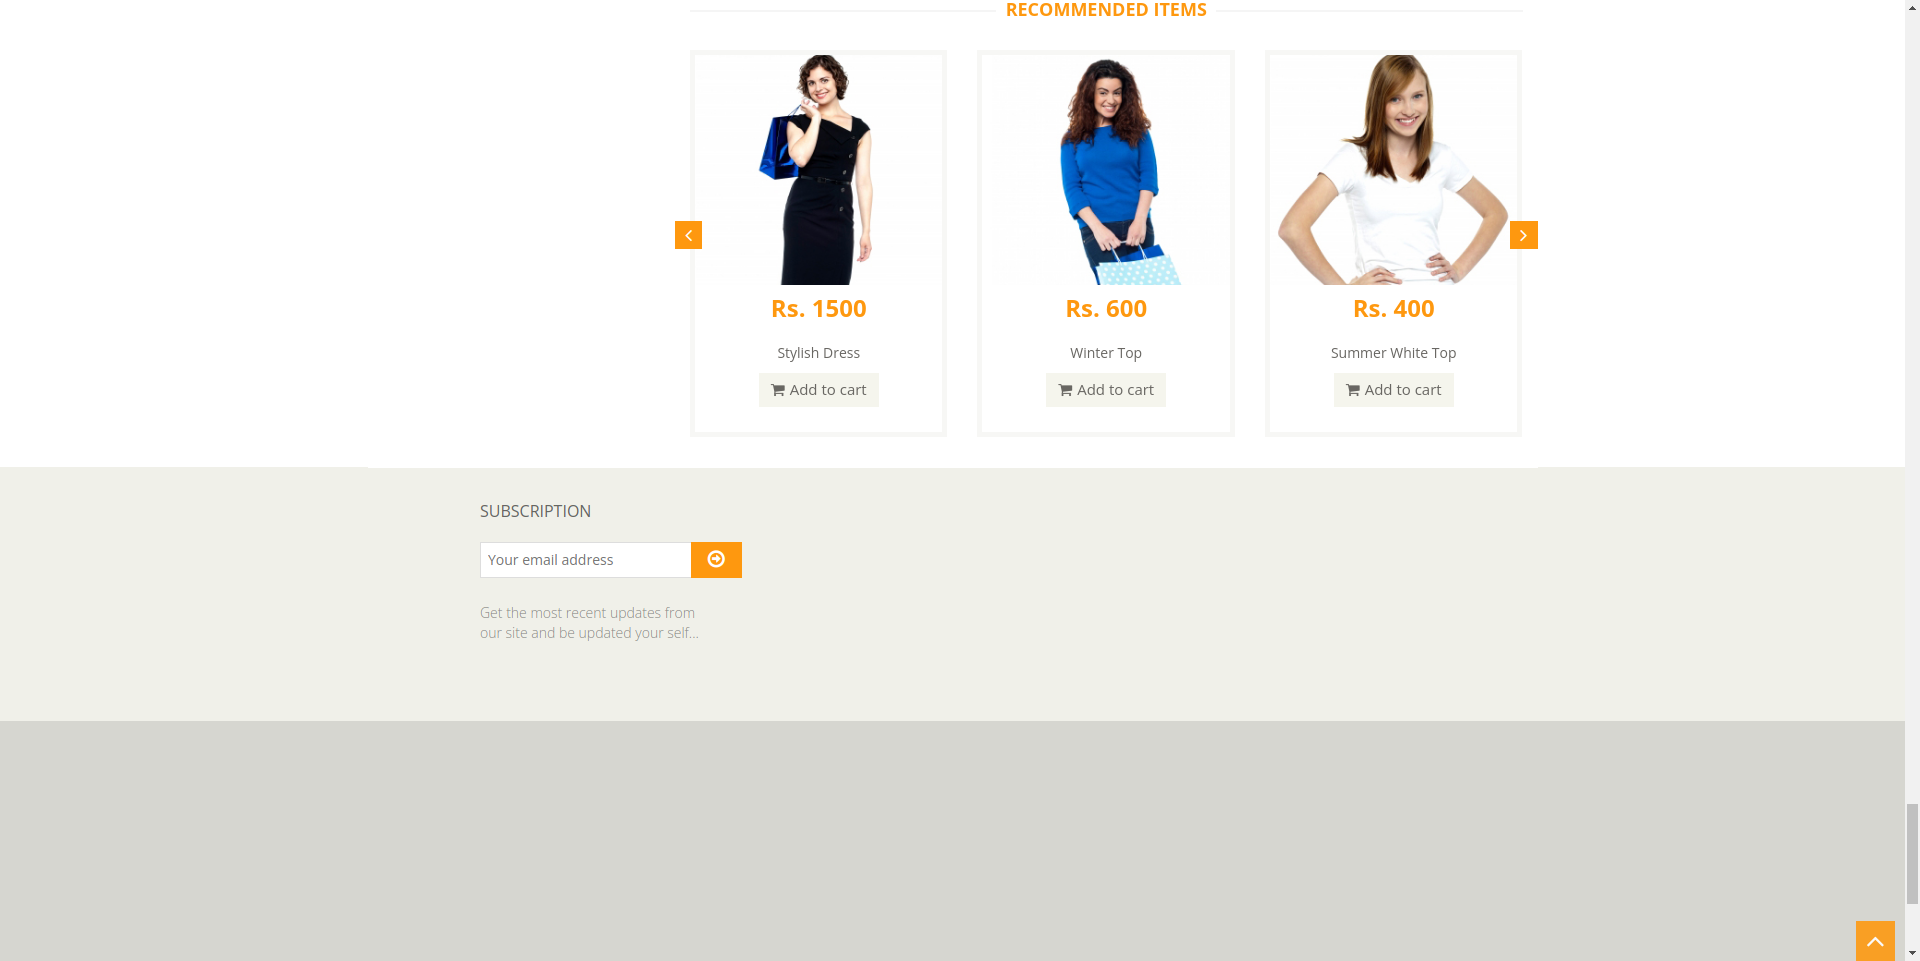 RECOMMENDED ITEMS
Rs. 1500
Stylish Dress
Add to cart
Rs. 600
Winter Top
Add to cart
Rs. 400
Summer White Top
Add to cart
SUBSCRIPTION
Your email address
Get the most recent updates from
our site and be updated your self...